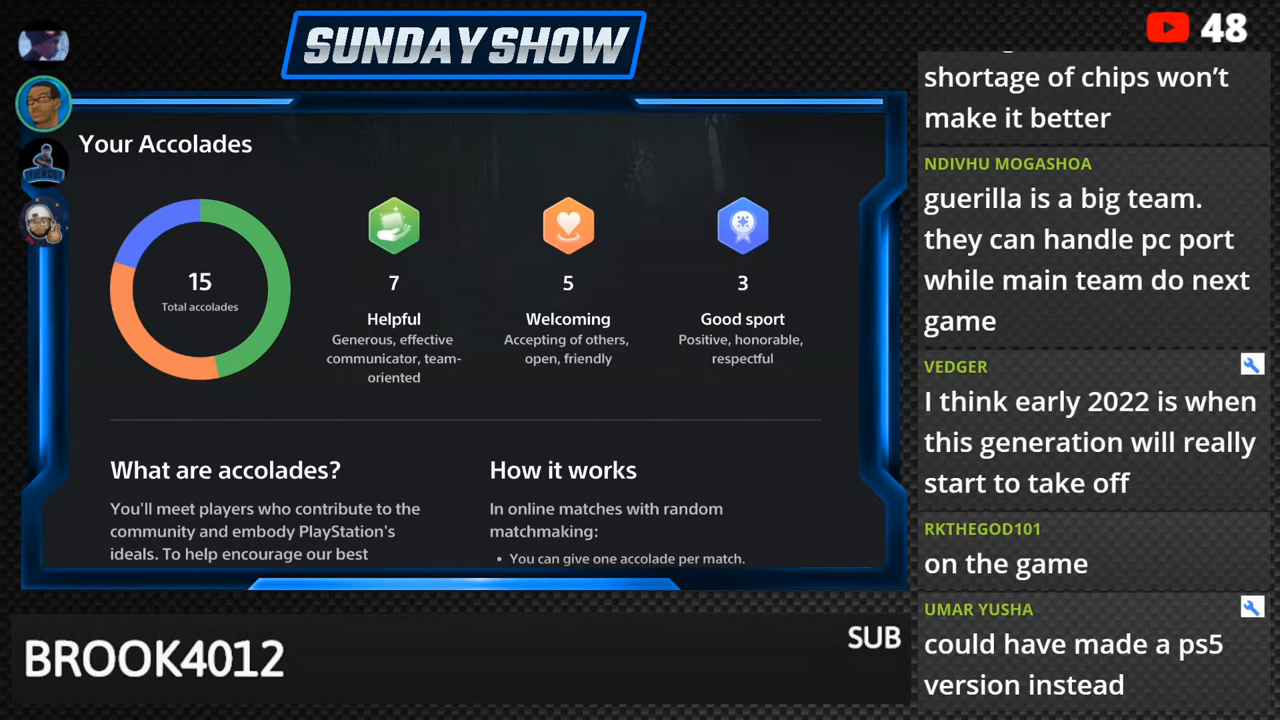 SUNDAY SHOW
48
Your Accolades
15
Total accolades
7
Helpful
Generous, effective
communicator, team-
oriented
5
Welcoming
Accepting of others,
open, friendly
3
Good sport
Positive, honorable,
respectful
What are accolades?
You'll meet players who contribute to the
community and embody PlayStation's
ideals. To help encourage our best
How it works
In online matches with random
matchmaking:
• You can give one accolade per match.
BROOK4012
SUB
shortage of chips won’t
make it better
NDIVHU MOGASHOA
guerilla is a big team.
they can handle pc port
while main team do next
game
VEDGER
I think early 2022 is when
this generation will really
start to take off
RKTHEGOD101
on the game
UMAR YUSHA
could have made a ps5
version instead